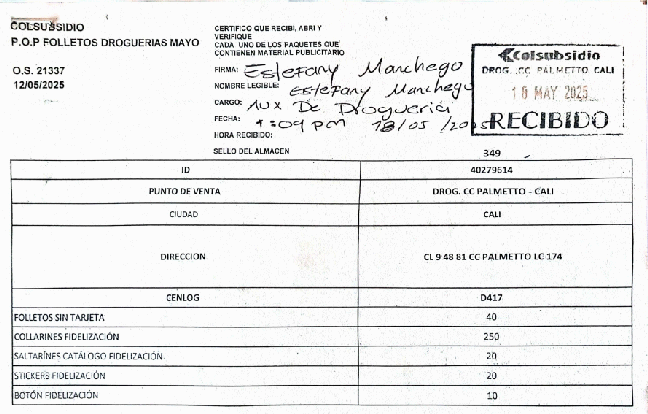 COLSUBSIDIO
P.O.P FOLLETOS DROGUERIAS MAYO
O.S. 21337
12/05/2025
CERTIFICO QUE RECIBI, ABRI Y
VERIFIQUE
CADA UNO DE LOS PAQUETES QUE
CONTIENEN MATERIAL PUBLICITARIO
FIRMA: Estefany Manchego
NOMBRE LEGIBLE: Estefany Manchego
CARGO: Aux De Drogueria
FECHA: 18/05/2025
HORA RECIBIDO: :09 pm
SELLO DEL ALMACEN
Colsubsidio
DROG. CC PALMETTO CALI
18 MAY 2025
RECIBIDO
349
ID 40279614
PUNTO DE VENTA DROG. CC PALMETTO - CALI
CIUDAD CALI
DIRECCION CL 9 48 81 CC PALMETTO LC 174
CENLOG D417
FOLLETOS SIN TARJETA 40
COLLARINES FIDELIZACIÓN 250
SALTARÍNES CATÁLOGO FIDELIZACIÓN 20
STICKERS FIDELIZACIÓN 20
BOTÓN FIDELIZACIÓN 10